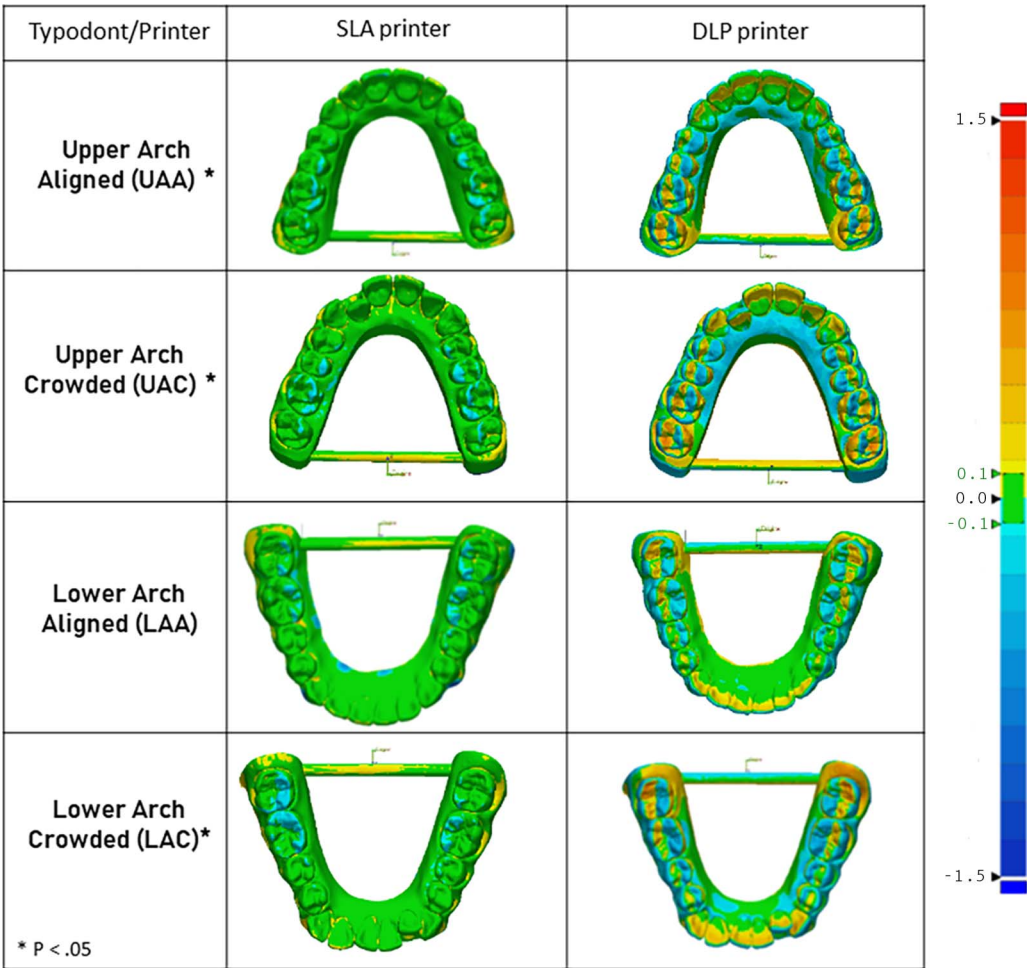 Typodont/Printer
SLA printer
DLP printer
Upper Arch
Aligned (UAA) *
Upper Arch
Crowded (UAC) *
Lower Arch
Aligned (LAA)
Lower Arch
Crowded (LAC)*
* P < .05
1.5
0.1
0.0
-0.1
-1.5